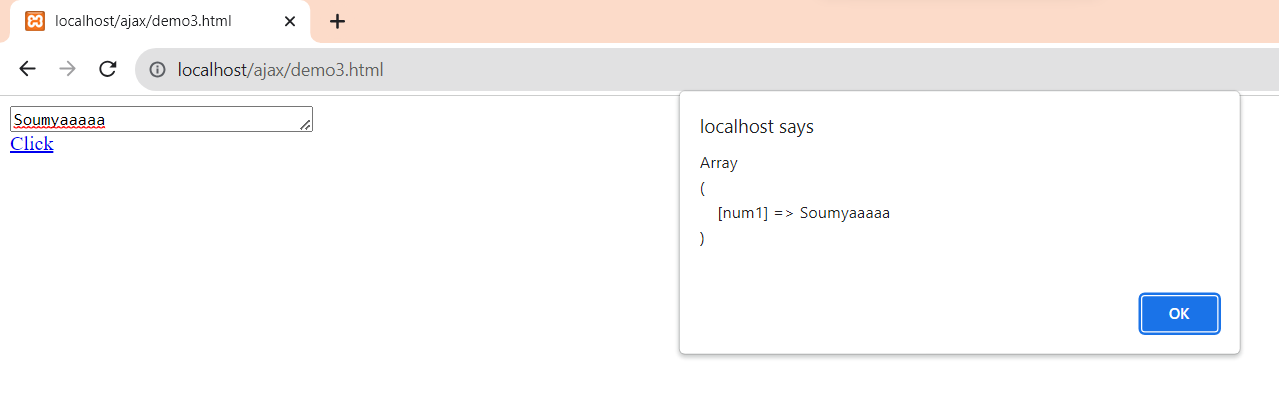 localhost/ajax/demo3.html
localhost/ajax/demo3.html
Soumyaaaaa
Click
localhost says
Array
(
[num1] => Soumyaaaaa
)
OK